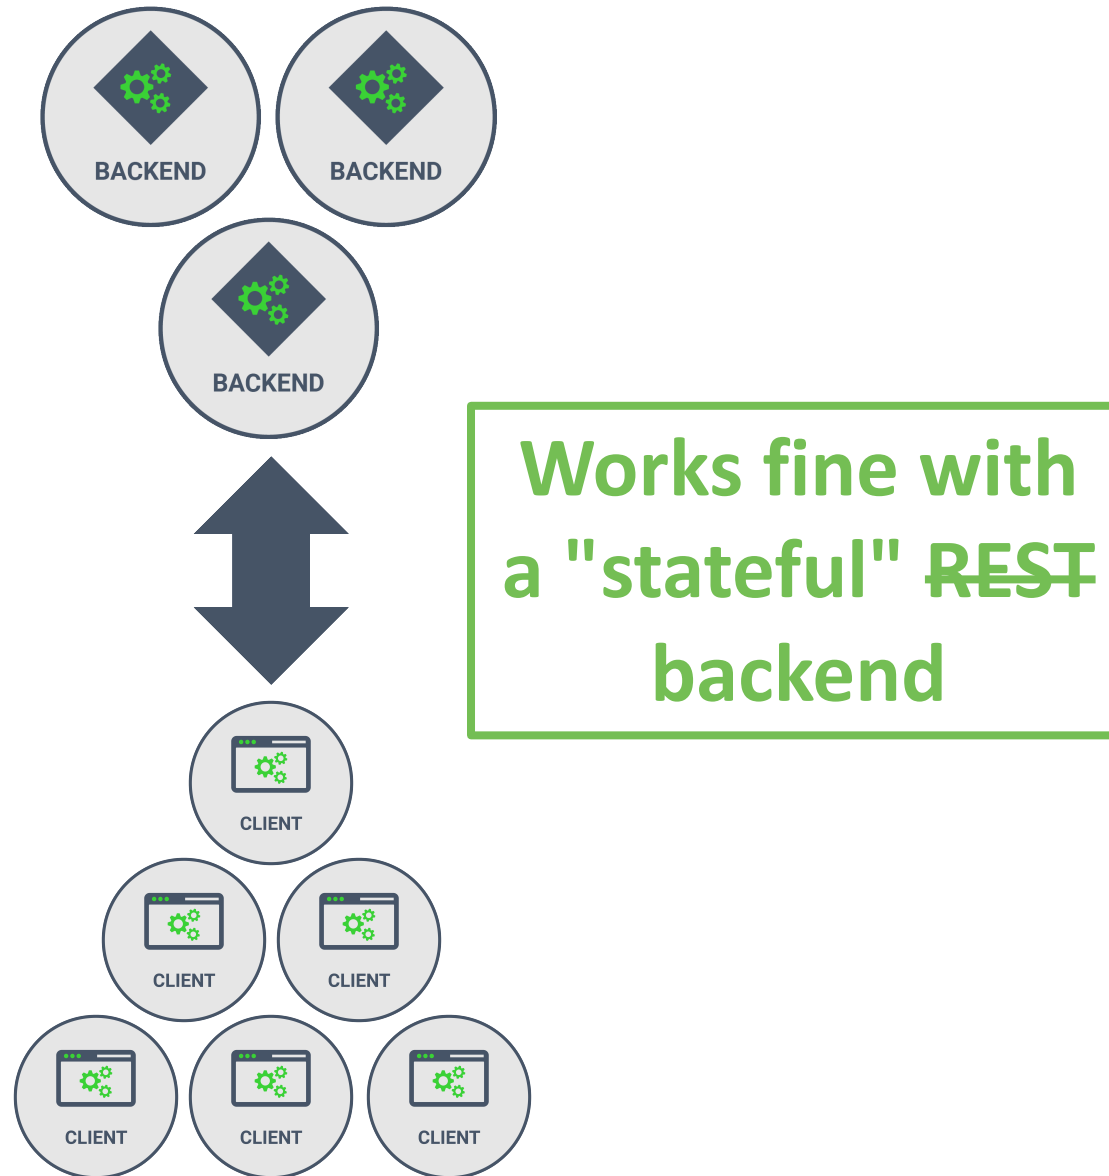 BACKEND
BACKEND
BACKEND
Works fine with
a "stateful" REST
backend
CLIENT
CLIENT
CLIENT
CLIENT
CLIENT
CLIENT